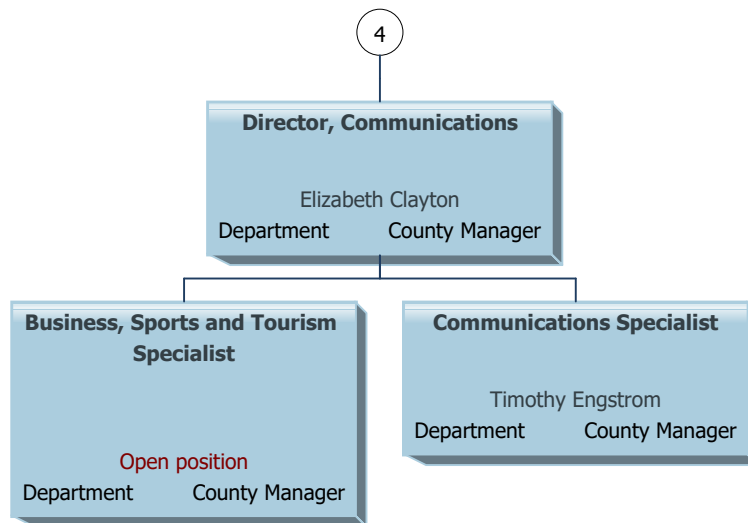 4
Director, Communications
Elizabeth Clayton
Department County Manager
Business, Sports and Tourism
Specialist
Open position
Department County Manager
Communications Specialist
Timothy Engstrom
Department County Manager